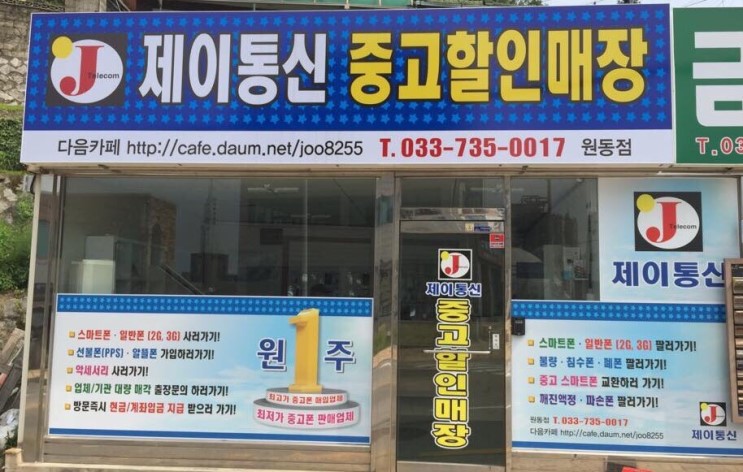 J Telecom 제이통신 중고할인매장
다음카페 http://cafe.daum.net/joo8255 T. 033-735-0017 원동점
금
T.03
J Telecom
제이통신
스마트폰·일반폰 (2G, 3G) 사러가기!
선불폰(PPS)·알뜰폰 가입하러가기!
악세서리 사러가기!
업체/기관 대량 매각 출장문의 하러가기!
방문즉시 현금/계좌입금 지급 받으러 가기!
원 1 주
최고가 중고폰 매입업체
최저가 중고폰 판매업체
J
제이통신
중고할인매장
스마트폰·일반폰 (2G, 3G) 팔러가기!
불량·침수폰·폐폰 팔러가기!
중고 스마트폰 교환하러 가기!
깨진액정·파손폰 팔러가기!
원동점 T. 033-735-0017
다음카페 http://cafe.daum.net/joo8255
J
제이통신